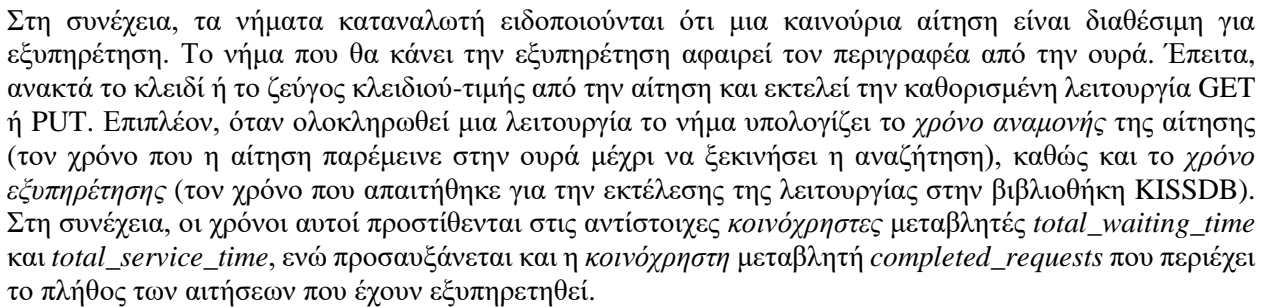 Στη συνέχεια, τα νήματα καταναλωτή ειδοποιούνται ότι μια καινούρια αίτηση είναι διαθέσιμη για
εξυπηρέτηση. Το νήμα που θα κάνει την εξυπηρέτηση αφαιρεί τον περιγραφέα από την ουρά. Έπειτα,
ανακτά το κλειδί ή το ζεύγος κλειδιού-τιμής από την αίτηση και εκτελεί την καθορισμένη λειτουργία GET
ή PUT. Επιπλέον, όταν ολοκληρωθεί μια λειτουργία το νήμα υπολογίζει το χρόνο αναμονής της αίτησης
(τον χρόνο που η αίτηση παρέμεινε στην ουρά μέχρι να ξεκινήσει η αναζήτηση), καθώς και το χρόνο
εξυπηρέτησης (τον χρόνο που απαιτήθηκε για την εκτέλεσης της λειτουργίας στην βιβλιοθήκη KISSDB).
Στη συνέχεια, οι χρόνοι αυτοί προστίθενται στις αντίστοιχες κοινόχρηστες μεταβλητές total_waiting_time
και total_service_time, ενώ προσαυξάνεται και η κοινόχρηστη μεταβλητή completed_requests που περιέχει
το πλήθος των αιτήσεων που έχουν εξυπηρετηθεί.